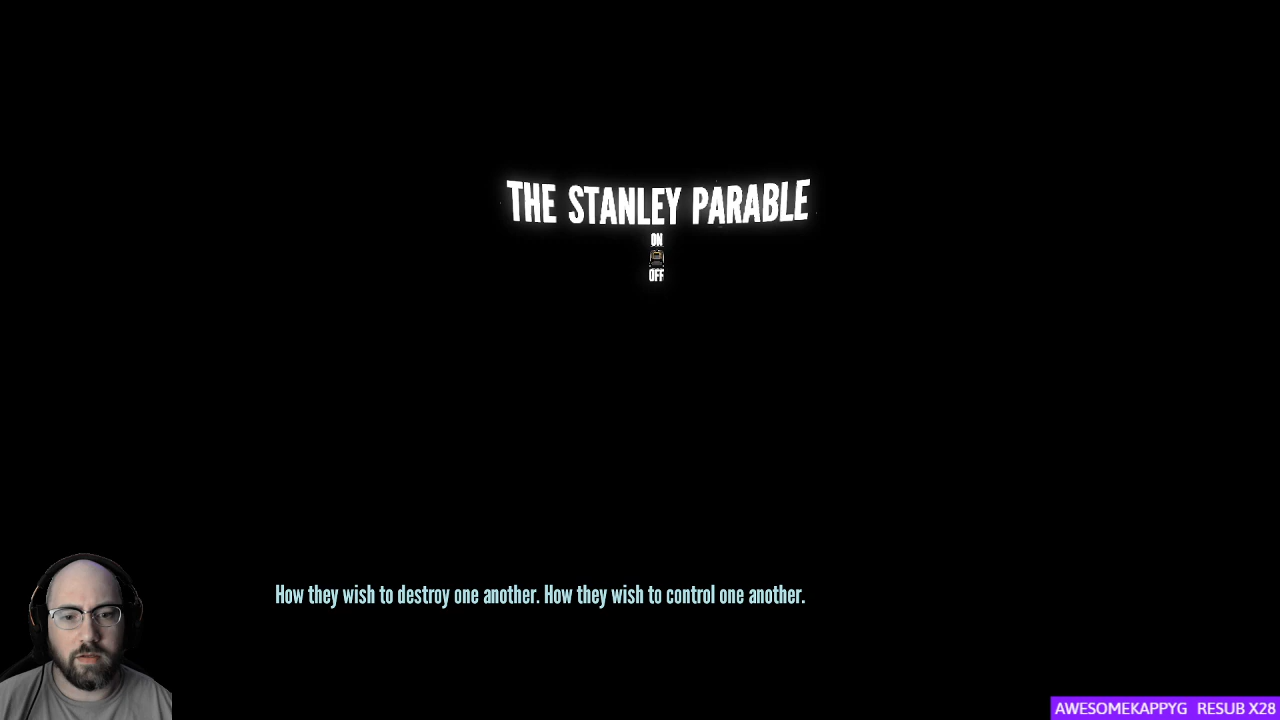 THE STANLEY PARABLE
ON
OFF
How they wish to destroy one another. How they wish to control one another.
AWESOMEKAPPYG RESUB X28